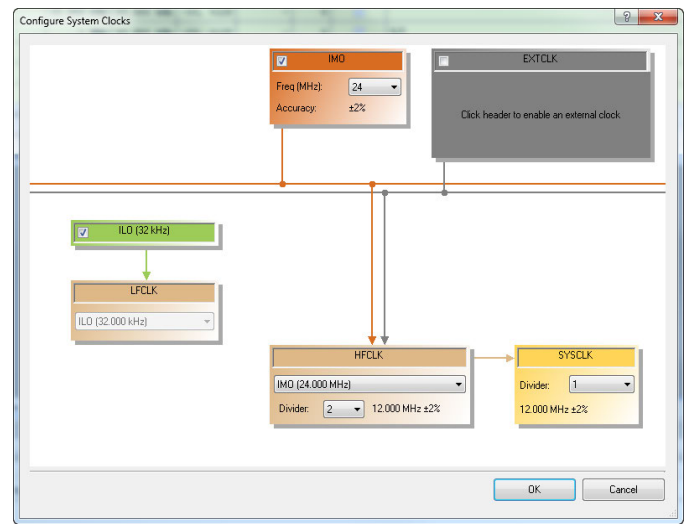 Configure System Clocks
IMO
Freq (MHz): 24
Accuracy: ±2%
EXTCLK
Click header to enable an external clock
ILO (32 kHz)
LFCLK
ILO (32.000 kHz)
HFCLK
IMO (24.000 MHz)
Divider: 2 12.000 MHz ±2%
SYSCLK
Divider: 1
12.000 MHz ±2%
OK Cancel